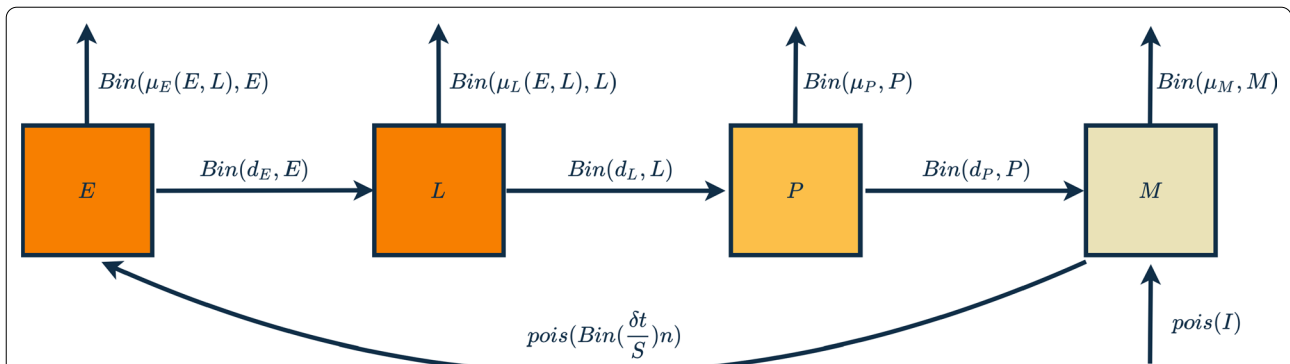 Bin(μ_E(E, L), E)
Bin(μ_L(E, L), L)
Bin(μ_P, P)
Bin(μ_M, M)
E
Bin(d_E, E)
L
Bin(d_L, L)
P
Bin(d_P, P)
M
pois(Bin(δt/S)n)
pois(I)